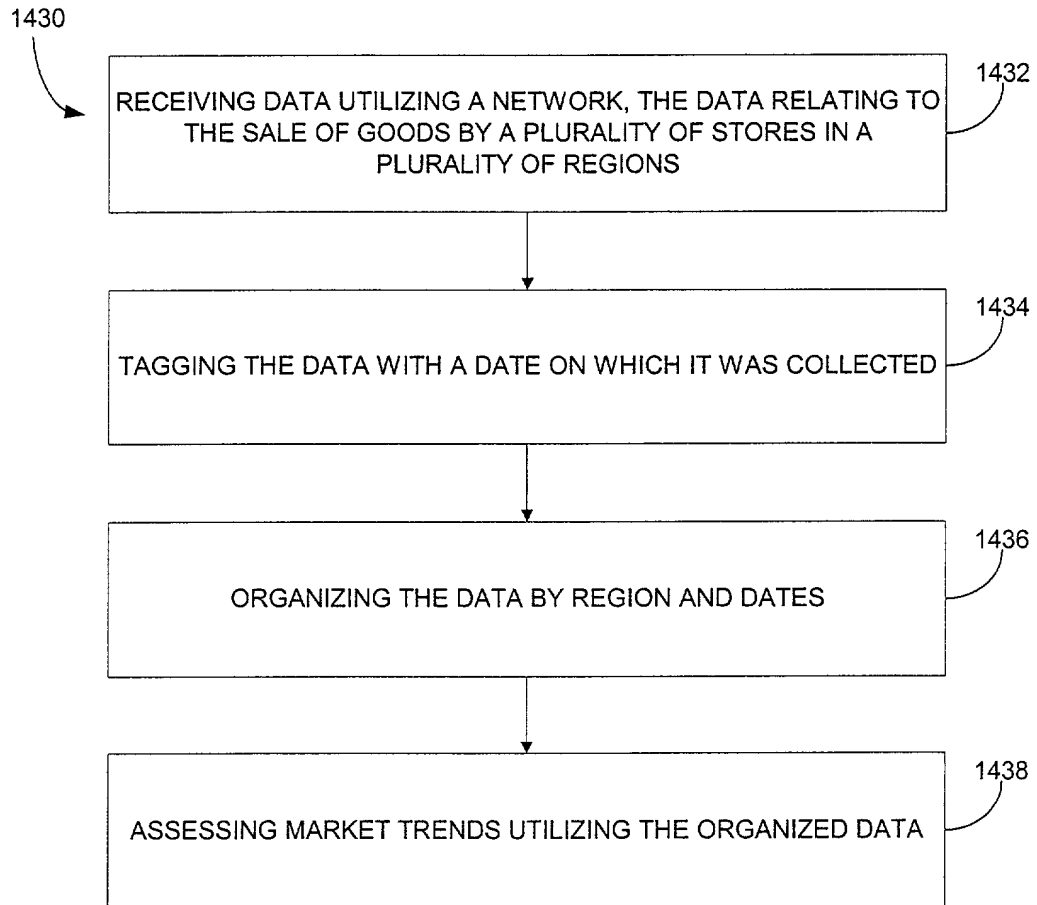 1430
1432
RECEIVING DATA UTILIZING A NETWORK, THE DATA RELATING TO
THE SALE OF GOODS BY A PLURALITY OF STORES IN A
PLURALITY OF REGIONS
1434
TAGGING THE DATA WITH A DATE ON WHICH IT WAS COLLECTED
1436
ORGANIZING THE DATA BY REGION AND DATES
1438
ASSESSING MARKET TRENDS UTILIZING THE ORGANIZED DATA